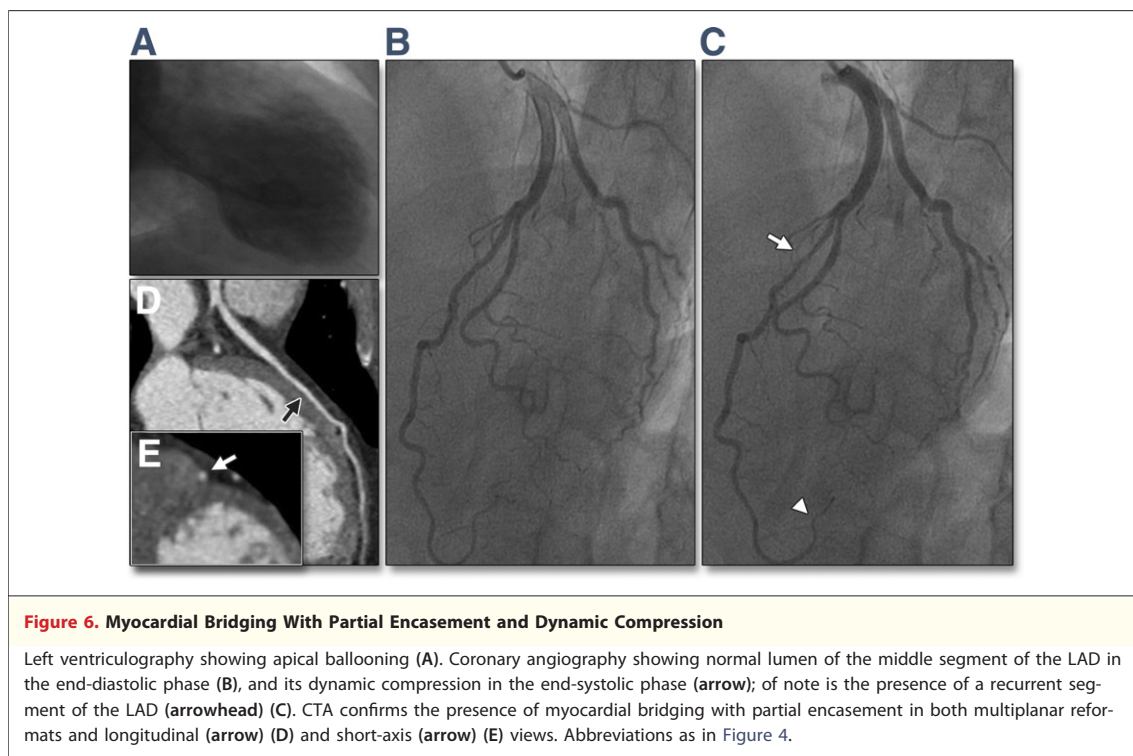 A
B
C
D
E
Figure 6. Myocardial Bridging With Partial Encasement and Dynamic Compression
Left ventriculography showing apical ballooning (A). Coronary angiography showing normal lumen of the middle segment of the LAD in
the end-diastolic phase (B), and its dynamic compression in the end-systolic phase (arrow); of note is the presence of a recurrent seg-
ment of the LAD (arrowhead) (C). CTA confirms the presence of myocardial bridging with partial encasement in both multiplanar refor-
mats and longitudinal (arrow) (D) and short-axis (arrow) (E) views. Abbreviations as in Figure 4.